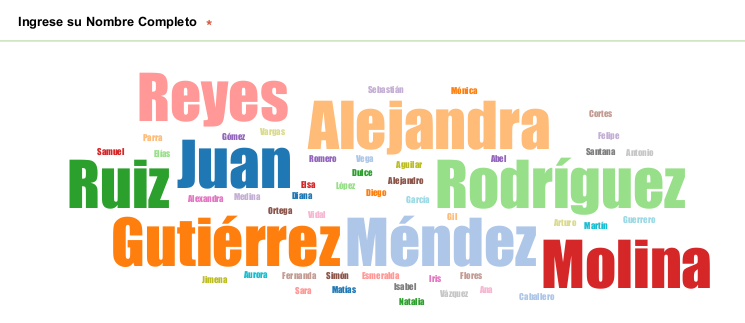 Ingrese su Nombre Completo *
Reyes
Sebastián
Mónica
Alejandra
Cortes
Vargas
Gómez
Felipe
Parra
Juan
Samuel
Elías
Romero
Vega
Abel
Santana
Antonio
Ruiz
Aguilar
Rodríguez
Dulce
Elsa
López
Alejandro
Diego
Alexandra
Medina
Diana
García
Ortega
Vidal
Gil
Gutiérrez
Méndez
Arturo
Martín
Guerrero
Molina
Jimena
Aurora
Fernanda
Simón
Esmeralda
Iris
Flores
Sara
Matías
Isabel
Vázquez
Ana
Natalia
Caballero